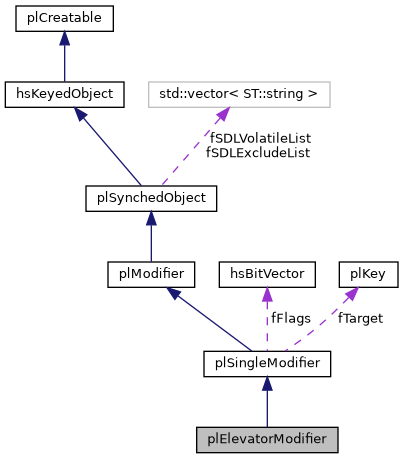 plCreatable
hsKeyedObject
std::vector< ST::string >
fSDLVolatileList
fSDLExcludeList
plSynchedObject
plModifier
hsBitVector
plKey
fFlags
fTarget
plSingleModifier
plElevatorModifier